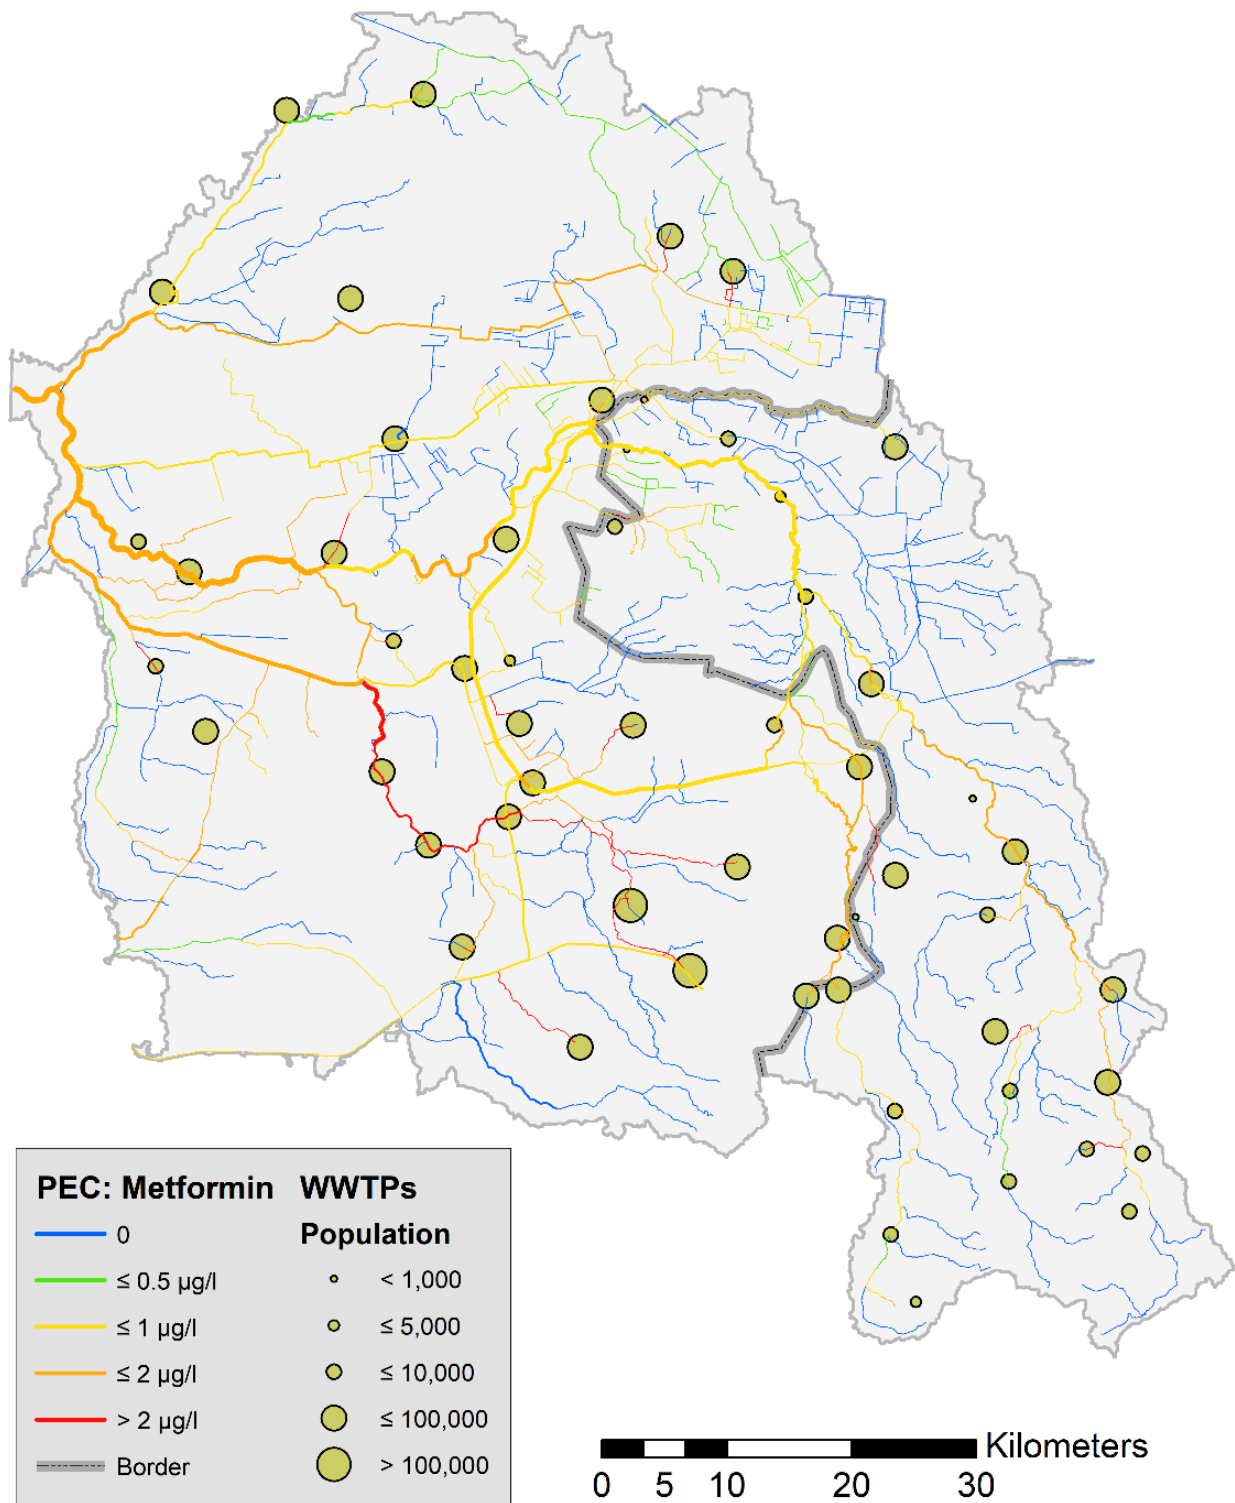 PEC: Metformin WWTPs
0 Population
≤ 0.5 µg/l < 1,000
≤ 1 µg/l ≤ 5,000
≤ 2 µg/l ≤ 10,000
> 2 µg/l ≤ 100,000
Border > 100,000
Kilometers
0 5 10 20 30